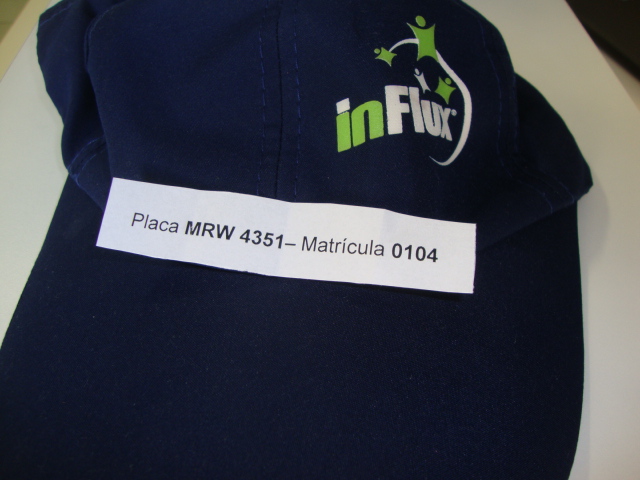 inFlux
Placa MRW 4351– Matrícula 0104